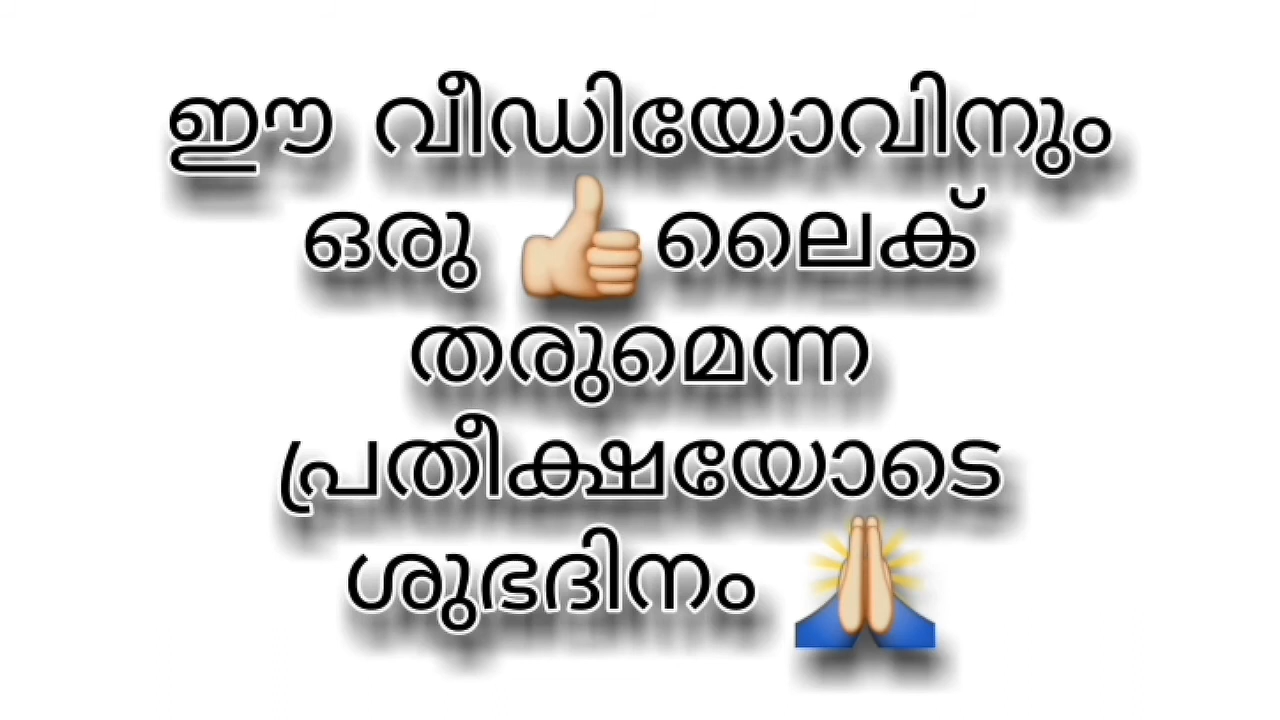 ഈ വീഡിയോവിനും
ഒരു 👍 ലൈക്
തരുമെന്ന
പ്രതീക്ഷയോടെ
ശുഭദിനം 🙏